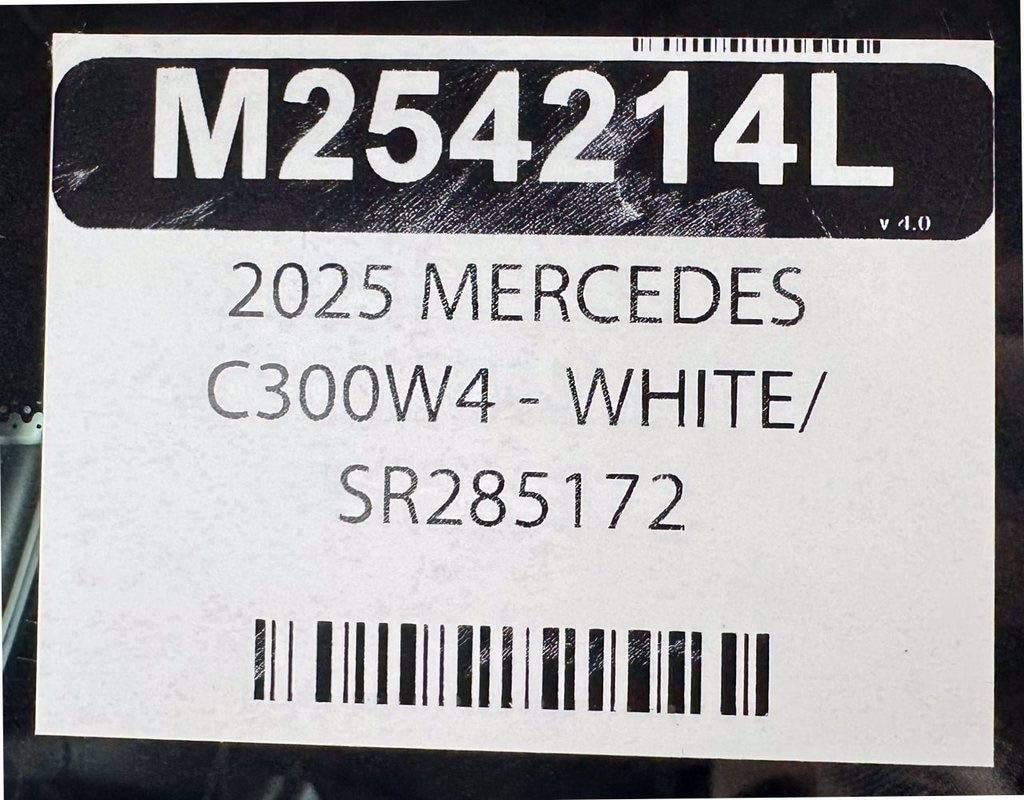 M254214L
v 4.0
2025 MERCEDES
C300W4 - WHITE/
SR285172